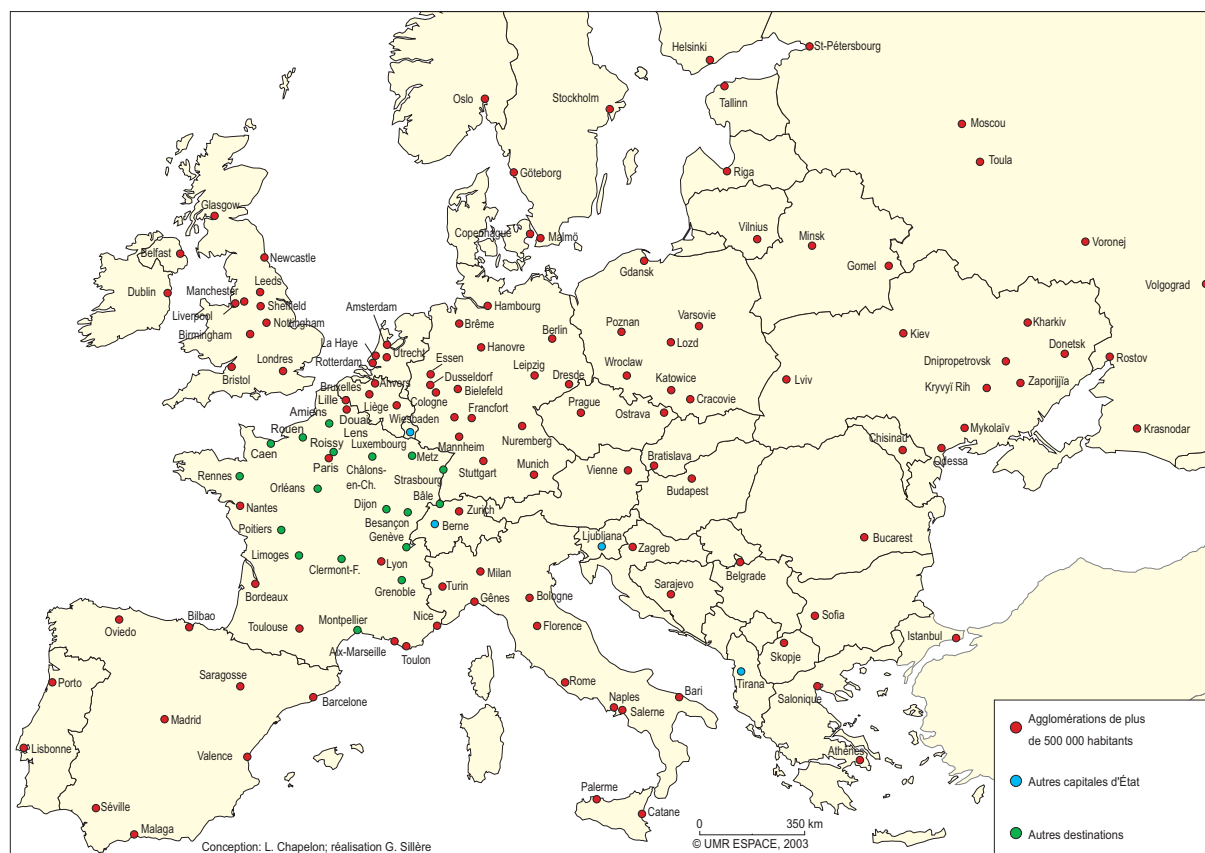 Helsinki
St-Pétersbourg
Oslo
Stockholm
Tallinn
Moscou
Toula
Göteborg
Riga
Glasgow
Copenhague
Malmö
Vilnius
Minsk
Voronej
Belfast
Newcastle
Gdansk
Gomel
Leeds
Dublin
Manchester
Volgograd
Sheffield
Amsterdam
Hambourg
Liverpool
Nottingham
Brême
Poznan
Varsovie
Kharkiv
Birmingham
La Haye
Berlin
Kiev
Utrecht
Hanovre
Lozd
Donetsk
Londres
Rotterdam
Essen
Rostov
Leipzig
Wroclaw
Dnipropetrovsk
Bristol
Dusseldorf
Dresde
Lviv
Zaporijjia
Bruxelles
Anvers
Katowice
Kryvyï Rih
Bielefeld
Lille
Cologne
Cracovie
Liège
Amiens
Prague
Ostrava
Douai
Wiesbaden
Francfort
Rouen
Lens
Nuremberg
Mykolaïv
Krasnodar
Roissy
Luxembourg
Mannheim
Chisinau
Caen
Metz
Odessa
Paris
Stuttgart
Munich
Vienne
Bratislava
Rennes
Châlons-
en-Ch.
Strasbourg
Budapest
Orléans
Bâle
Nantes
Dijon
Zurich
Besançon
Berne
Poitiers
Genève
Ljubljana
Zagreb
Bucarest
Limoges
Clermont-F.
Lyon
Belgrade
Milan
Bordeaux
Grenoble
Turin
Sarajevo
Gênes
Bologne
Bilbao
Montpellier
Nice
Sofia
Oviedo
Toulouse
Florence
Istanbul
Aix-Marseille
Toulon
Skopje
Saragosse
Porto
Rome
Tirana
Barcelone
Naples
Bari
Salonique
Salerne
Madrid
Agglomérations de plus
de 500 000 habitants
Lisbonne
Valence
Athènes
Autres capitales d'État
Palerme
Séville
Catane
Malaga
0 350 km
Autres destinations
© UMR ESPACE, 2003
Conception: L. Chapelon; réalisation G. Sillère